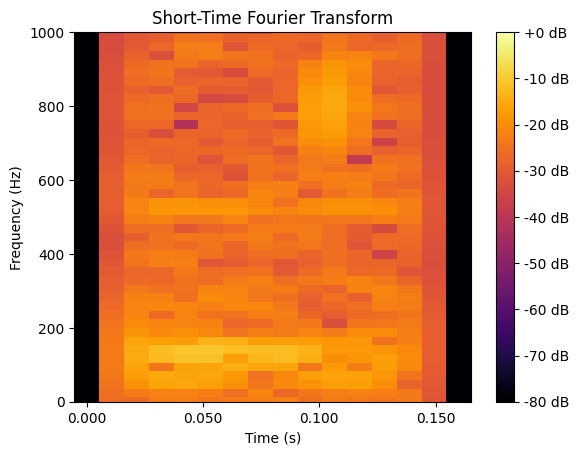 Short-Time Fourier Transform
1000
800
600
400
200
0
Frequency (Hz)
0.000
0.050
0.100
0.150
Time (s)
+0 dB
-10 dB
-20 dB
-30 dB
-40 dB
-50 dB
-60 dB
-70 dB
-80 dB